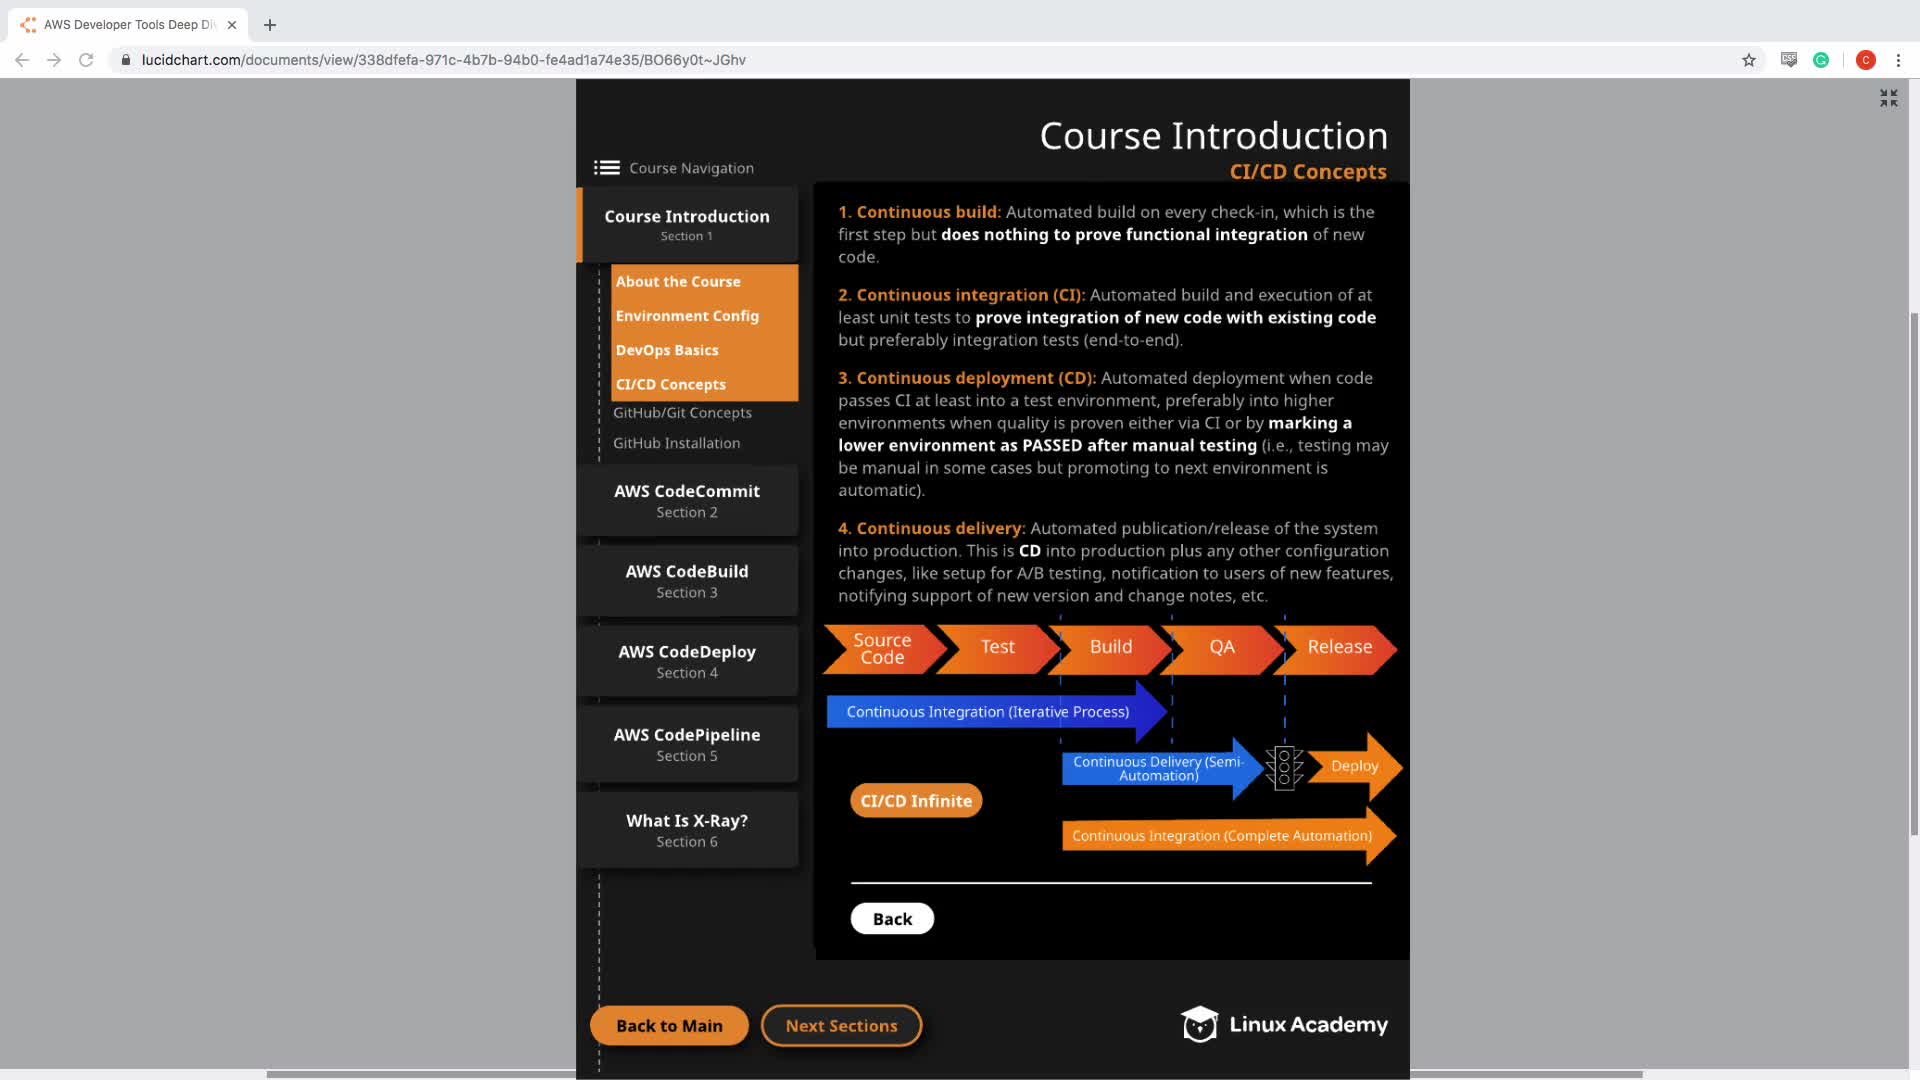 AWS Developer Tools Deep Di
lucidchart.com/documents/view/338dfefa-971c-4b7b-94b0-fe4ad1a74e35/BO66y0t~JGhv
C
Course Introduction
CI/CD Concepts
Course Navigation
Course Introduction
Section 1
About the Course
Environment Config
DevOps Basics
CI/CD Concepts
GitHub/Git Concepts
GitHub Installation
AWS CodeCommit
Section 2
AWS CodeBuild
Section 3
AWS CodeDeploy
Section 4
AWS CodePipeline
Section 5
What Is X-Ray?
Section 6
1. Continuous build: Automated build on every check-in, which is the
first step but does nothing to prove functional integration of new
code.
2. Continuous integration (CI): Automated build and execution of at
least unit tests to prove integration of new code with existing code
but preferably integration tests (end-to-end).
3. Continuous deployment (CD): Automated deployment when code
passes CI at least into a test environment, preferably into higher
environments when quality is proven either via CI or by marking a
lower environment as PASSED after manual testing (i.e., testing may
be manual in some cases but promoting to next environment is
automatic).
4. Continuous delivery: Automated publication/release of the system
into production. This is CD into production plus any other configuration
changes, like setup for A/B testing, notification to users of new features,
notifying support of new version and change notes, etc.
Source
Code
Test
Build
QA
Release
Continuous Integration (Iterative Process)
Continuous Delivery (Semi-
Automation)
Deploy
CI/CD Infinite
Continuous Integration (Complete Automation)
Back
Back to Main
Next Sections
Linux Academy